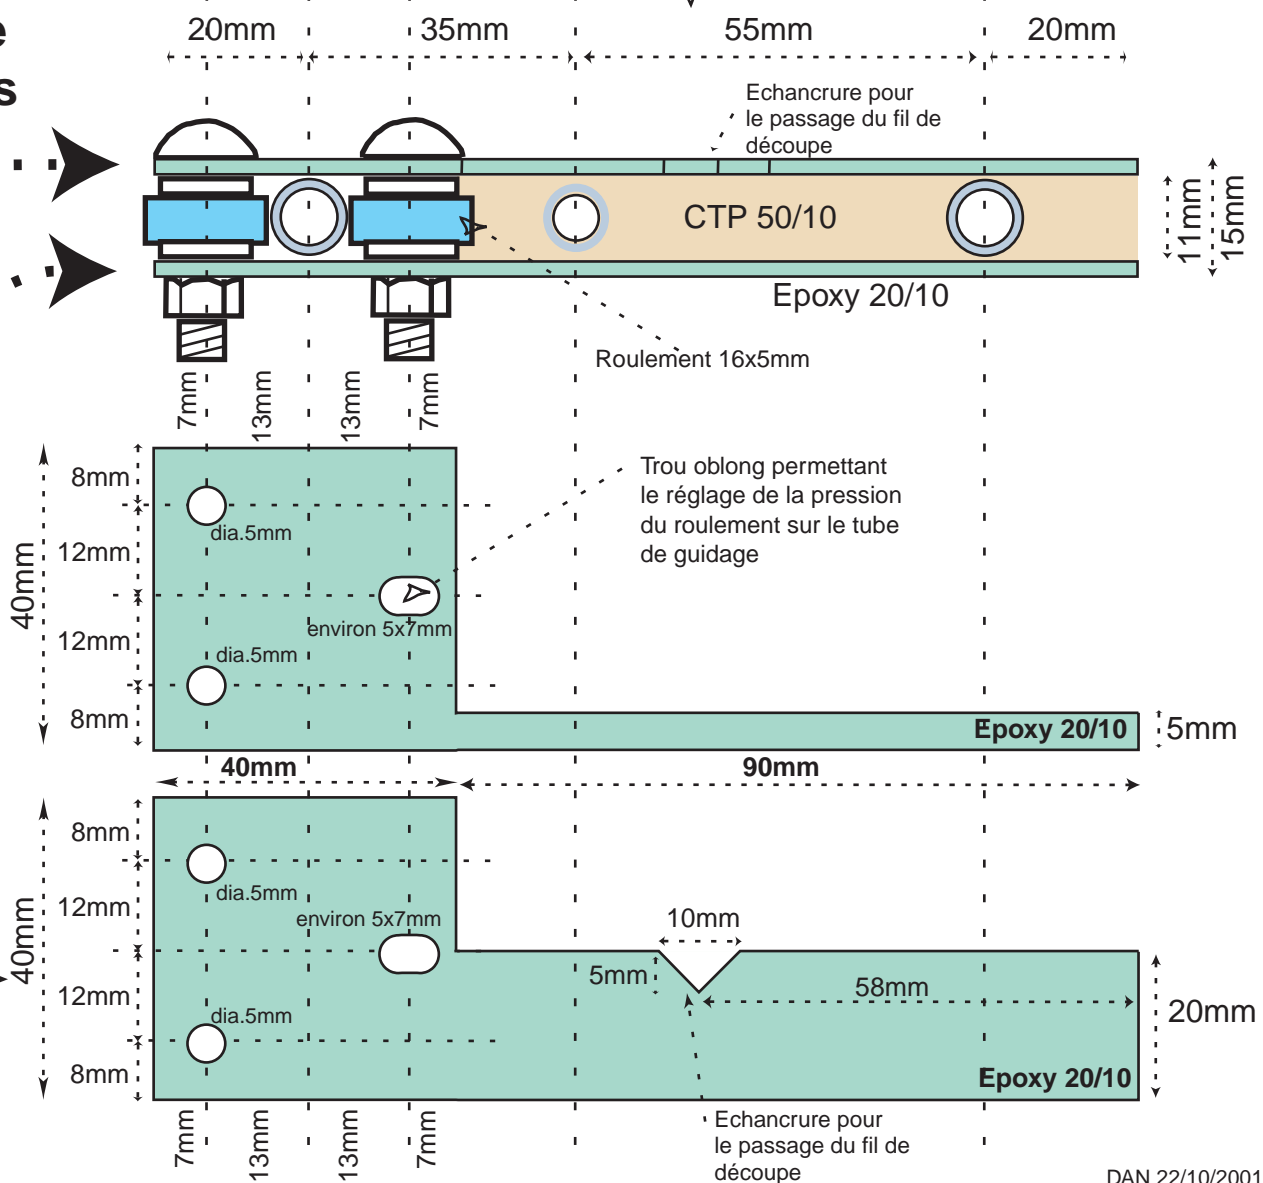 e
s
20mm
35mm
55mm
20mm
Echancrure pour
le passage du fil de
découpe
CTP 50/10
11mm
15mm
Epoxy 20/10
Roulement 16x5mm
7mm
13mm
13mm
7mm
8mm
12mm
12mm
8mm
40mm
dia.5mm
environ 5x7mm
dia.5mm
Trou oblong permettant
le réglage de la pression
du roulement sur le tube
de guidage
Epoxy 20/10
5mm
40mm
90mm
8mm
12mm
12mm
8mm
40mm
dia.5mm
environ 5x7mm
dia.5mm
10mm
5mm
58mm
20mm
Epoxy 20/10
7mm
13mm
13mm
7mm
Echancrure pour
le passage du fil de
découpe
DAN 22/10/2001